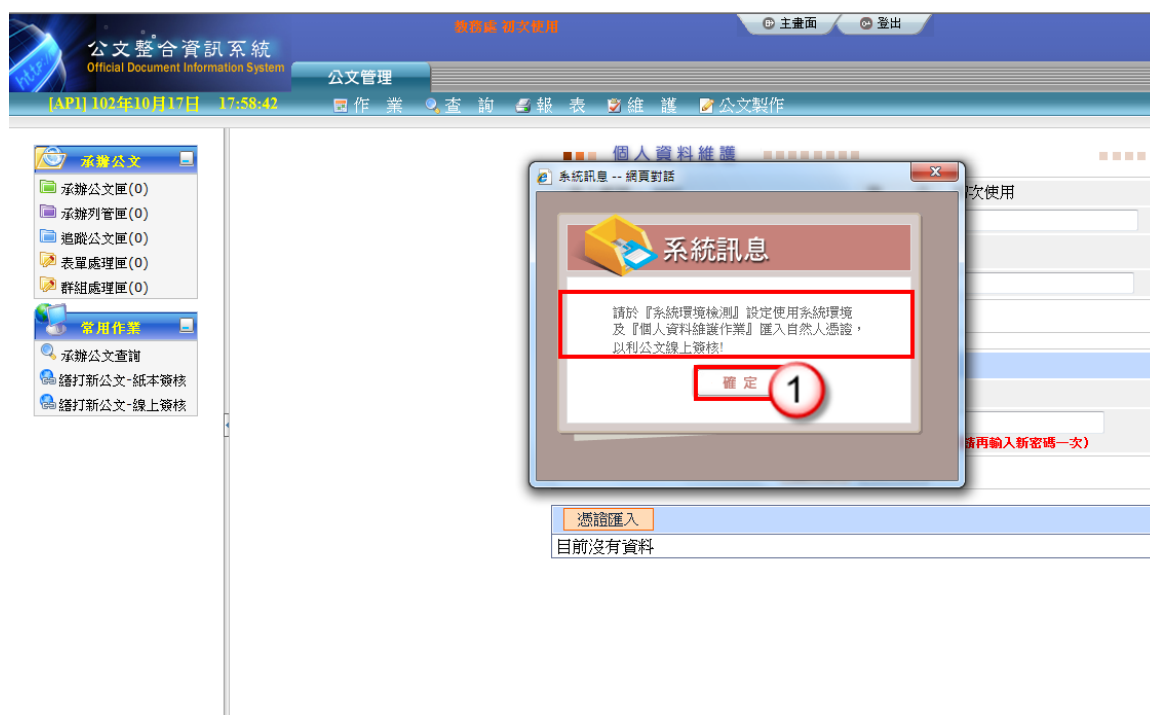 教務處 初次使用
主畫面 登出
公文整合資訊系統
Official Document Information System
公文管理
[AP1] 102年10月17日 17:58:42
作 業 查 詢 報 表 維 護 公文製作
承辦公文
承辦公文匣(0)
承辦列管匣(0)
追蹤公文匣(0)
表單處理匣(0)
群組處理匣(0)
常用作業
承辦公文查詢
繕打新公文-紙本簽核
繕打新公文-線上簽核
個人資料維護
系統訊息 -- 網頁對話
次使用
系統訊息
請於『系統環境檢測』設定使用系統環境
及『個人資料維護作業』匯入自然人憑證，
以利公文線上簽核!
確 定
1
請再輸入新密碼一次)
憑證匯入
目前沒有資料